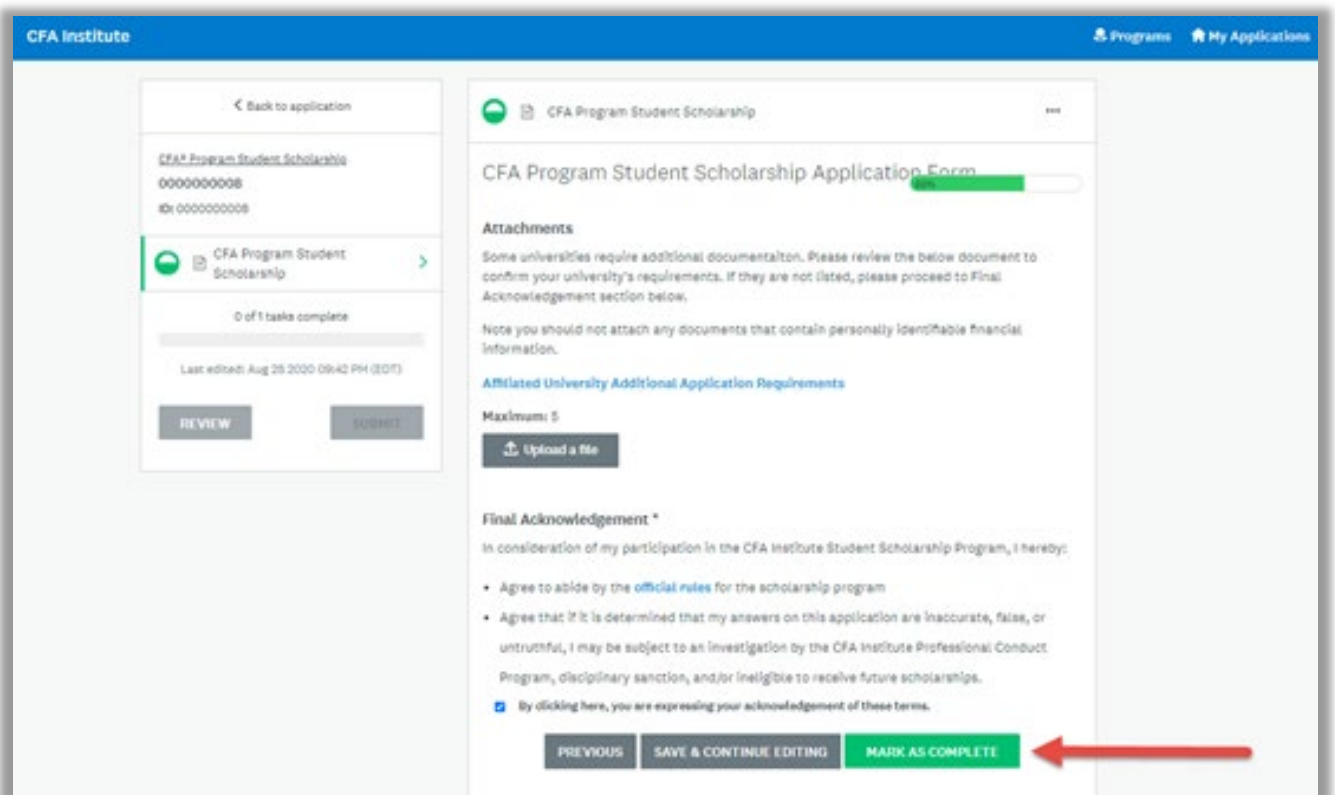 CFA Institute
Programs
My Applications
Back to application
CFA® Program Student Scholarship
0000000008
ID: 0000000008
CFA Program Student
Scholarship
0 of 1 tasks complete
Last edited: Aug 25 2020 09:42 PM (EDT)
REVIEW
SUBMIT
CFA Program Student Scholarship
...
CFA Program Student Scholarship Application Form
Attachments
Some universities require additional documentaiton. Please review the below document to
confirm your university's requirements. If they are not listed, please proceed to Final
Acknowledgement section below.
Note you should not attach any documents that contain personally identifiable financial
information.
Affiliated University Additional Application Requirements
Maximum: 5
Upload a file
Final Acknowledgement *
In consideration of my participation in the CFA Institute Student Scholarship Program, I hereby:
• Agree to abide by the official rules for the scholarship program
• Agree that if it is determined that my answers on this application are inaccurate, false, or
untruthful, I may be subject to an investigation by the CFA Institute Professional Conduct
Program, disciplinary sanction, and/or ineligible to receive future scholarships.
By clicking here, you are expressing your acknowledgement of these terms.
PREVIOUS
SAVE & CONTINUE EDITING
MARK AS COMPLETE